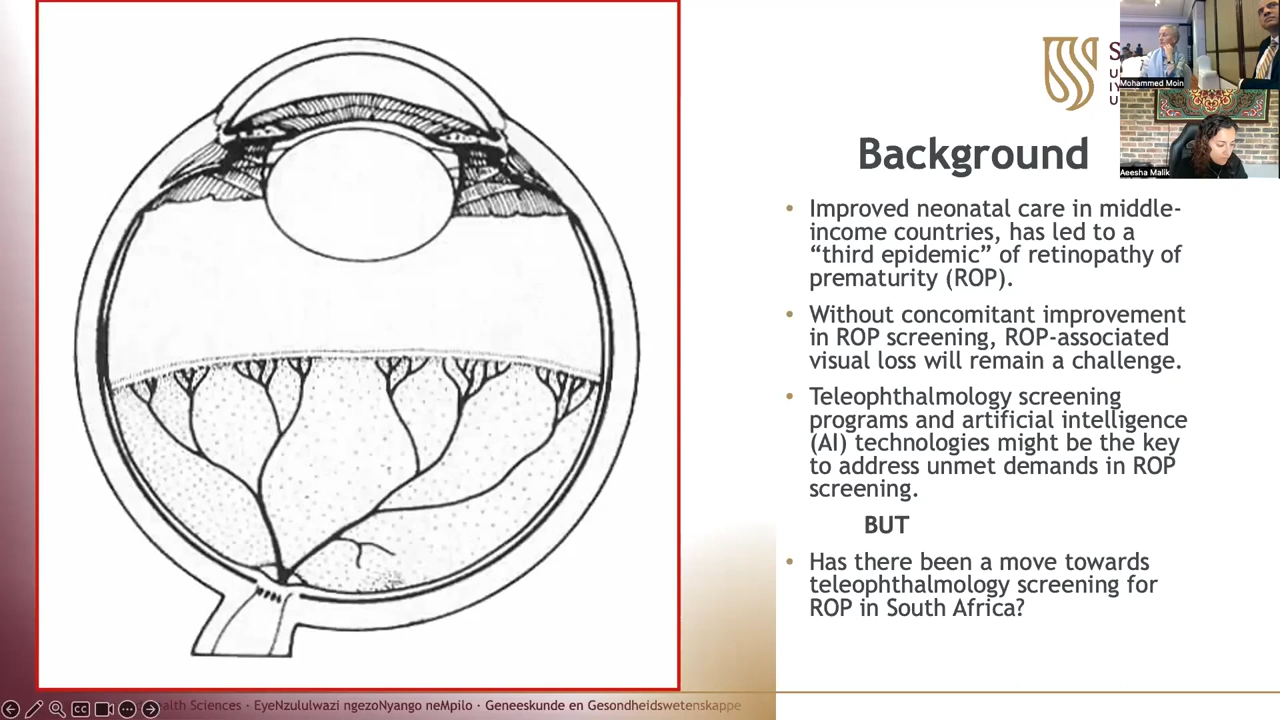 S
U
IY
U
Mohammed Moin
Aeesha Malik
Background
• Improved neonatal care in middle-
income countries, has led to a
“third epidemic” of retinopathy of
prematurity (ROP).
• Without concomitant improvement
in ROP screening, ROP-associated
visual loss will remain a challenge.
• Teleophthalmology screening
programs and artificial intelligence
(AI) technologies might be the key
to address unmet demands in ROP
screening.
BUT
• Has there been a move towards
teleophthalmology screening for
ROP in South Africa?
CC
alth Sciences · EyeNzululwazi ngezoNyango neMpilo · Geneeskunde en Gesondheidswetenskappe